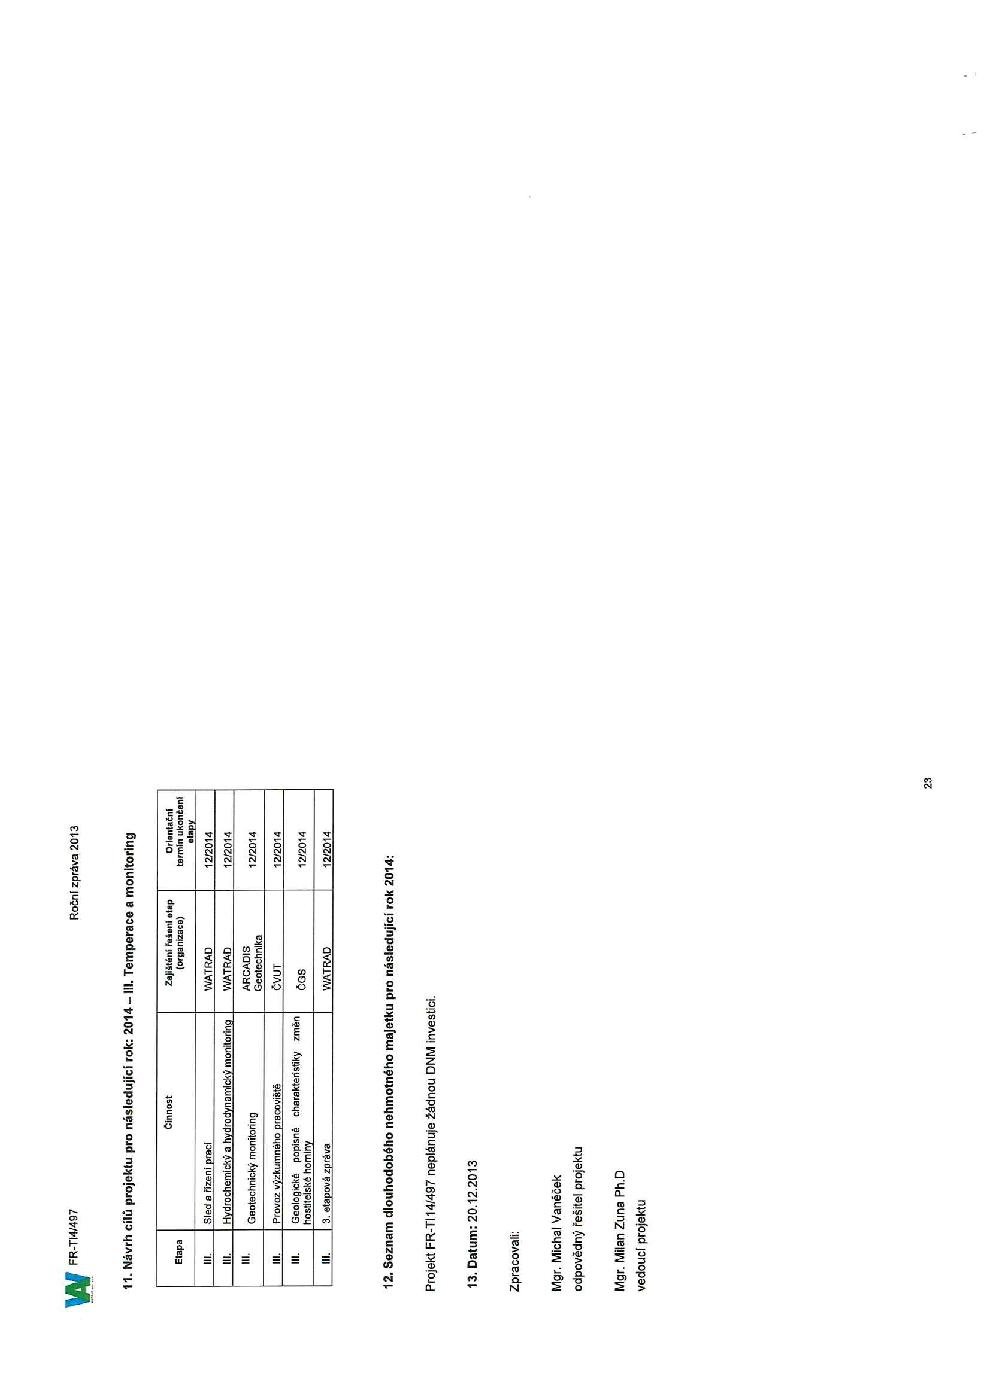 FR-TI4/497 Roční zpráva 2013
11. Návrh cílů projektu pro následující rok: 2014 – III. Temperace a monitoring
Etapa Činnost Zajištění řešení etap (organizace) Orientační termín ukončení etapy
III. Sled a řízení prací WATRAD 12/2014
III. Hydrochemický a hydrodynamický monitoring WATRAD 12/2014
III. Geotechnický monitoring ARCADIS Geotechnika 12/2014
III. Provoz výzkumného pracoviště ČVUT 12/2014
III. Geologické popisné charakteristiky změn hostitelské horniny ČGS 12/2014
III. 3. etapová zpráva WATRAD 12/2014
12. Seznam dlouhodobého nehmotného majetku pro následující rok 2014:
Projekt FR-TI14/497 neplánuje žádnou DNM investici.
13. Datum: 20.12.2013
Zpracovali:
Mgr. Michal Vaněček
odpovědný řešitel projektu
Mgr. Milan Zuna Ph.D
vedoucí projektu
23